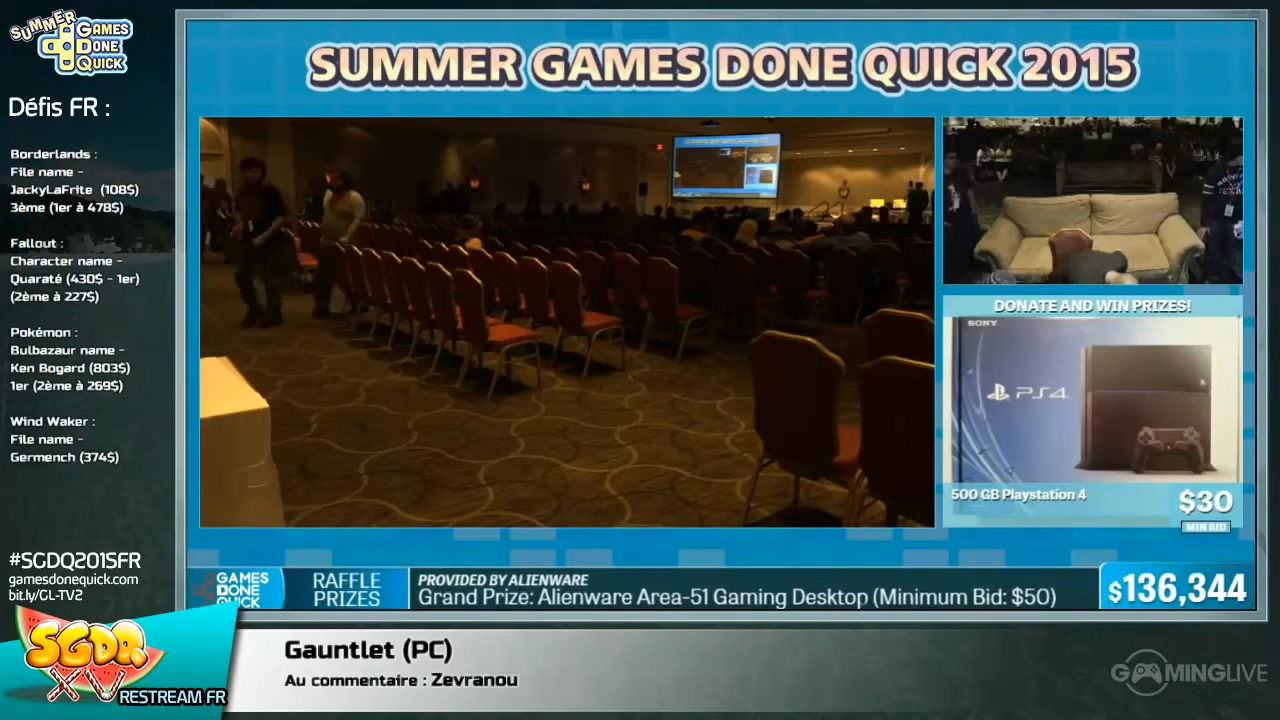 SUMMER
GAMES
DONE
QUICK
Défis FR :
Borderlands :
File name -
JackyLaFrite (108$)
3ème (1er à 478$)
Fallout :
Character name -
Quaraté (430$ - 1er)
(2ème à 227$)
Pokémon :
Bulbazaur name -
Ken Bogard (803$)
1er (2ème à 269$)
Wind Waker :
File name -
Germench (374$)
#SGDQ2015FR
gamesdonequick.com
bit.ly/GL-TV2
SGDQ
XV
RESTREAM FR
SUMMER GAMES DONE QUICK 2015
DONATE AND WIN PRIZES!
SONY
PS4
500 GB Playstation 4
$30
MIN BID
GAMES
DONE
QUICK
RAFFLE
PRIZES
PROVIDED BY ALIENWARE
Grand Prize: Alienware Area-51 Gaming Desktop (Minimum Bid: $50)
$136,344
Gauntlet (PC)
Au commentaire : Zevranou
GAMINGLIVE